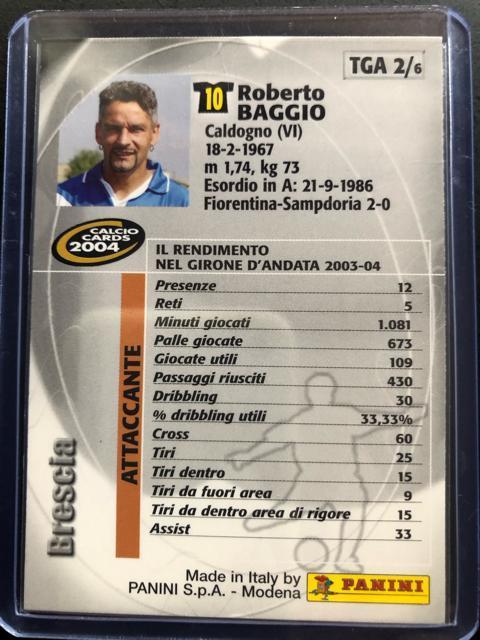 TGA 2/6
10 Roberto
BAGGIO
Caldogno (VI)
18-2-1967
m 1,74, kg 73
Esordio in A: 21-9-1986
Fiorentina-Sampdoria 2-0
CALCIO
CARDS
2004
IL RENDIMENTO
NEL GIRONE D'ANDATA 2003-04
Presenze 12
Reti 5
Minuti giocati 1.081
Palle giocate 673
Giocate utili 109
Passaggi riusciti 430
Dribbling 30
% dribbling utili 33,33%
Cross 60
Tiri 25
Tiri dentro 15
Tiri da fuori area 9
Tiri da dentro area di rigore 15
Assist 33
ATTACCANTE
Brescia
Made in Italy by
PANINI S.p.A. - Modena
PANINI